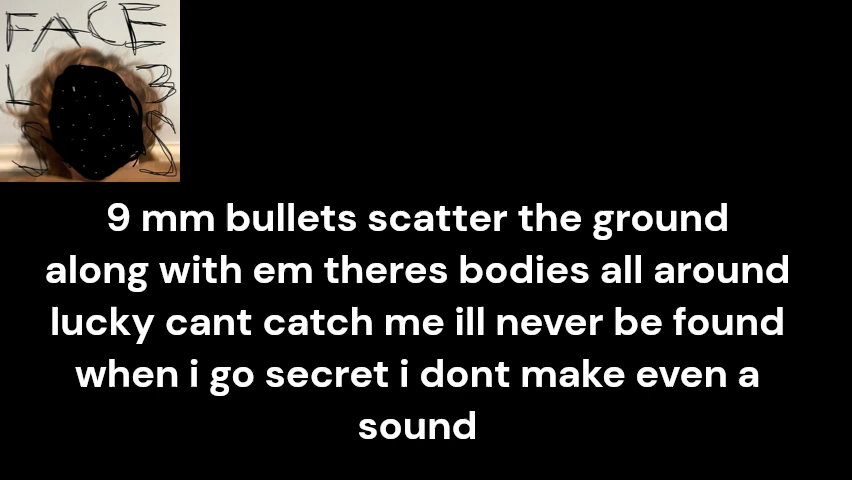 FACE
L 3
S S
9 mm bullets scatter the ground
along with em theres bodies all around
lucky cant catch me ill never be found
when i go secret i dont make even a
sound